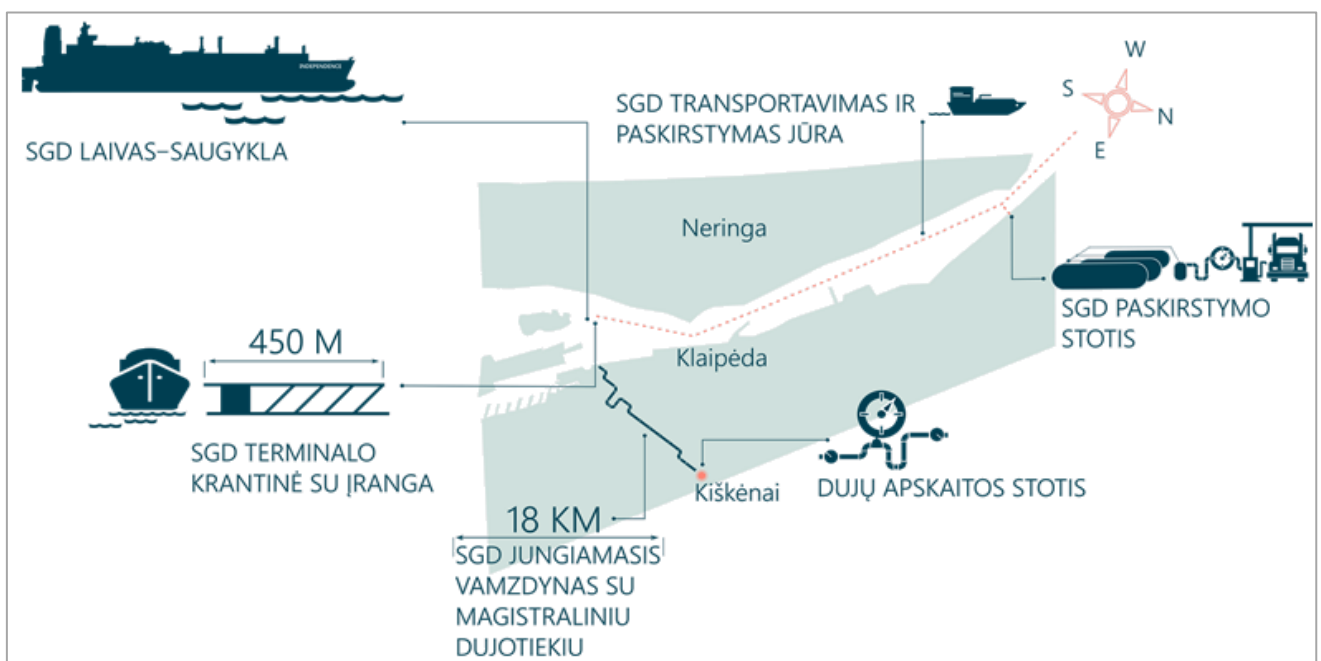 INDEPENDENCE
SGD LAIVAS–SAUGYKLA
SGD TRANSPORTAVIMAS IR
PASKIRSTYMAS JŪRA
W
S
N
E
Neringa
SGD PASKIRSTYMO
STOTIS
Klaipėda
450 M
SGD TERMINALO
KRANTINĖ SU ĮRANGA
Kiškėnai
DUJŲ APSKAITOS STOTIS
18 KM
SGD JUNGIAMASIS
VAMZDYNAS SU
MAGISTRALINIU
DUJOTIEKIU